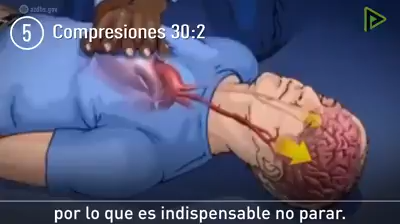 5 Compresiones 30:2
por lo que es indispensable no parar.